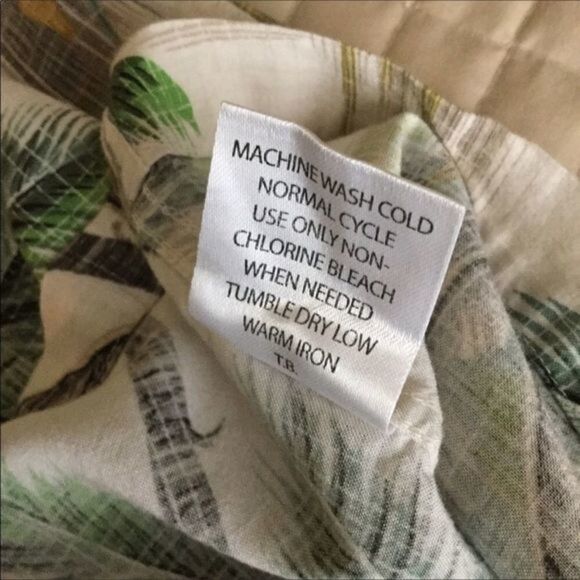 MACHINE WASH COLD
NORMAL CYCLE
USE ONLY NON-
CHLORINE BLEACH
WHEN NEEDED
TUMBLE DRY LOW
WARM IRON
T.R.